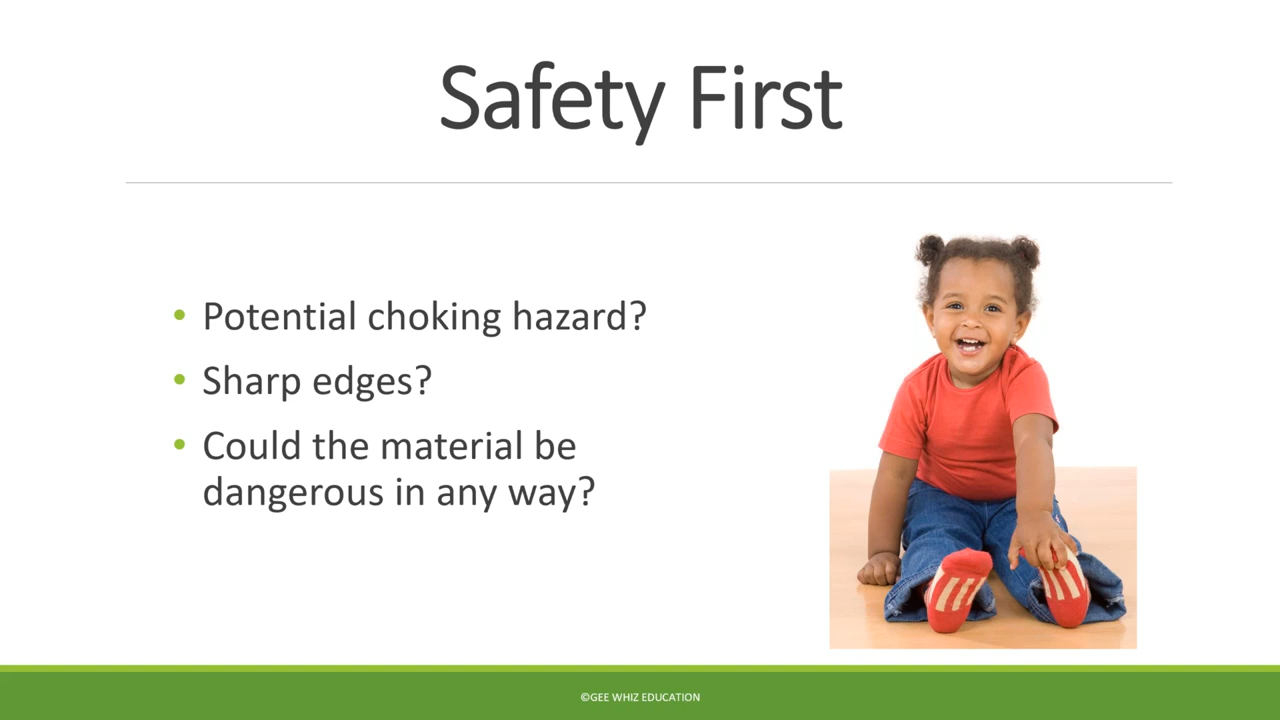 Safety First
• Potential choking hazard?
• Sharp edges?
• Could the material be
dangerous in any way?
©GEE WHIZ EDUCATION